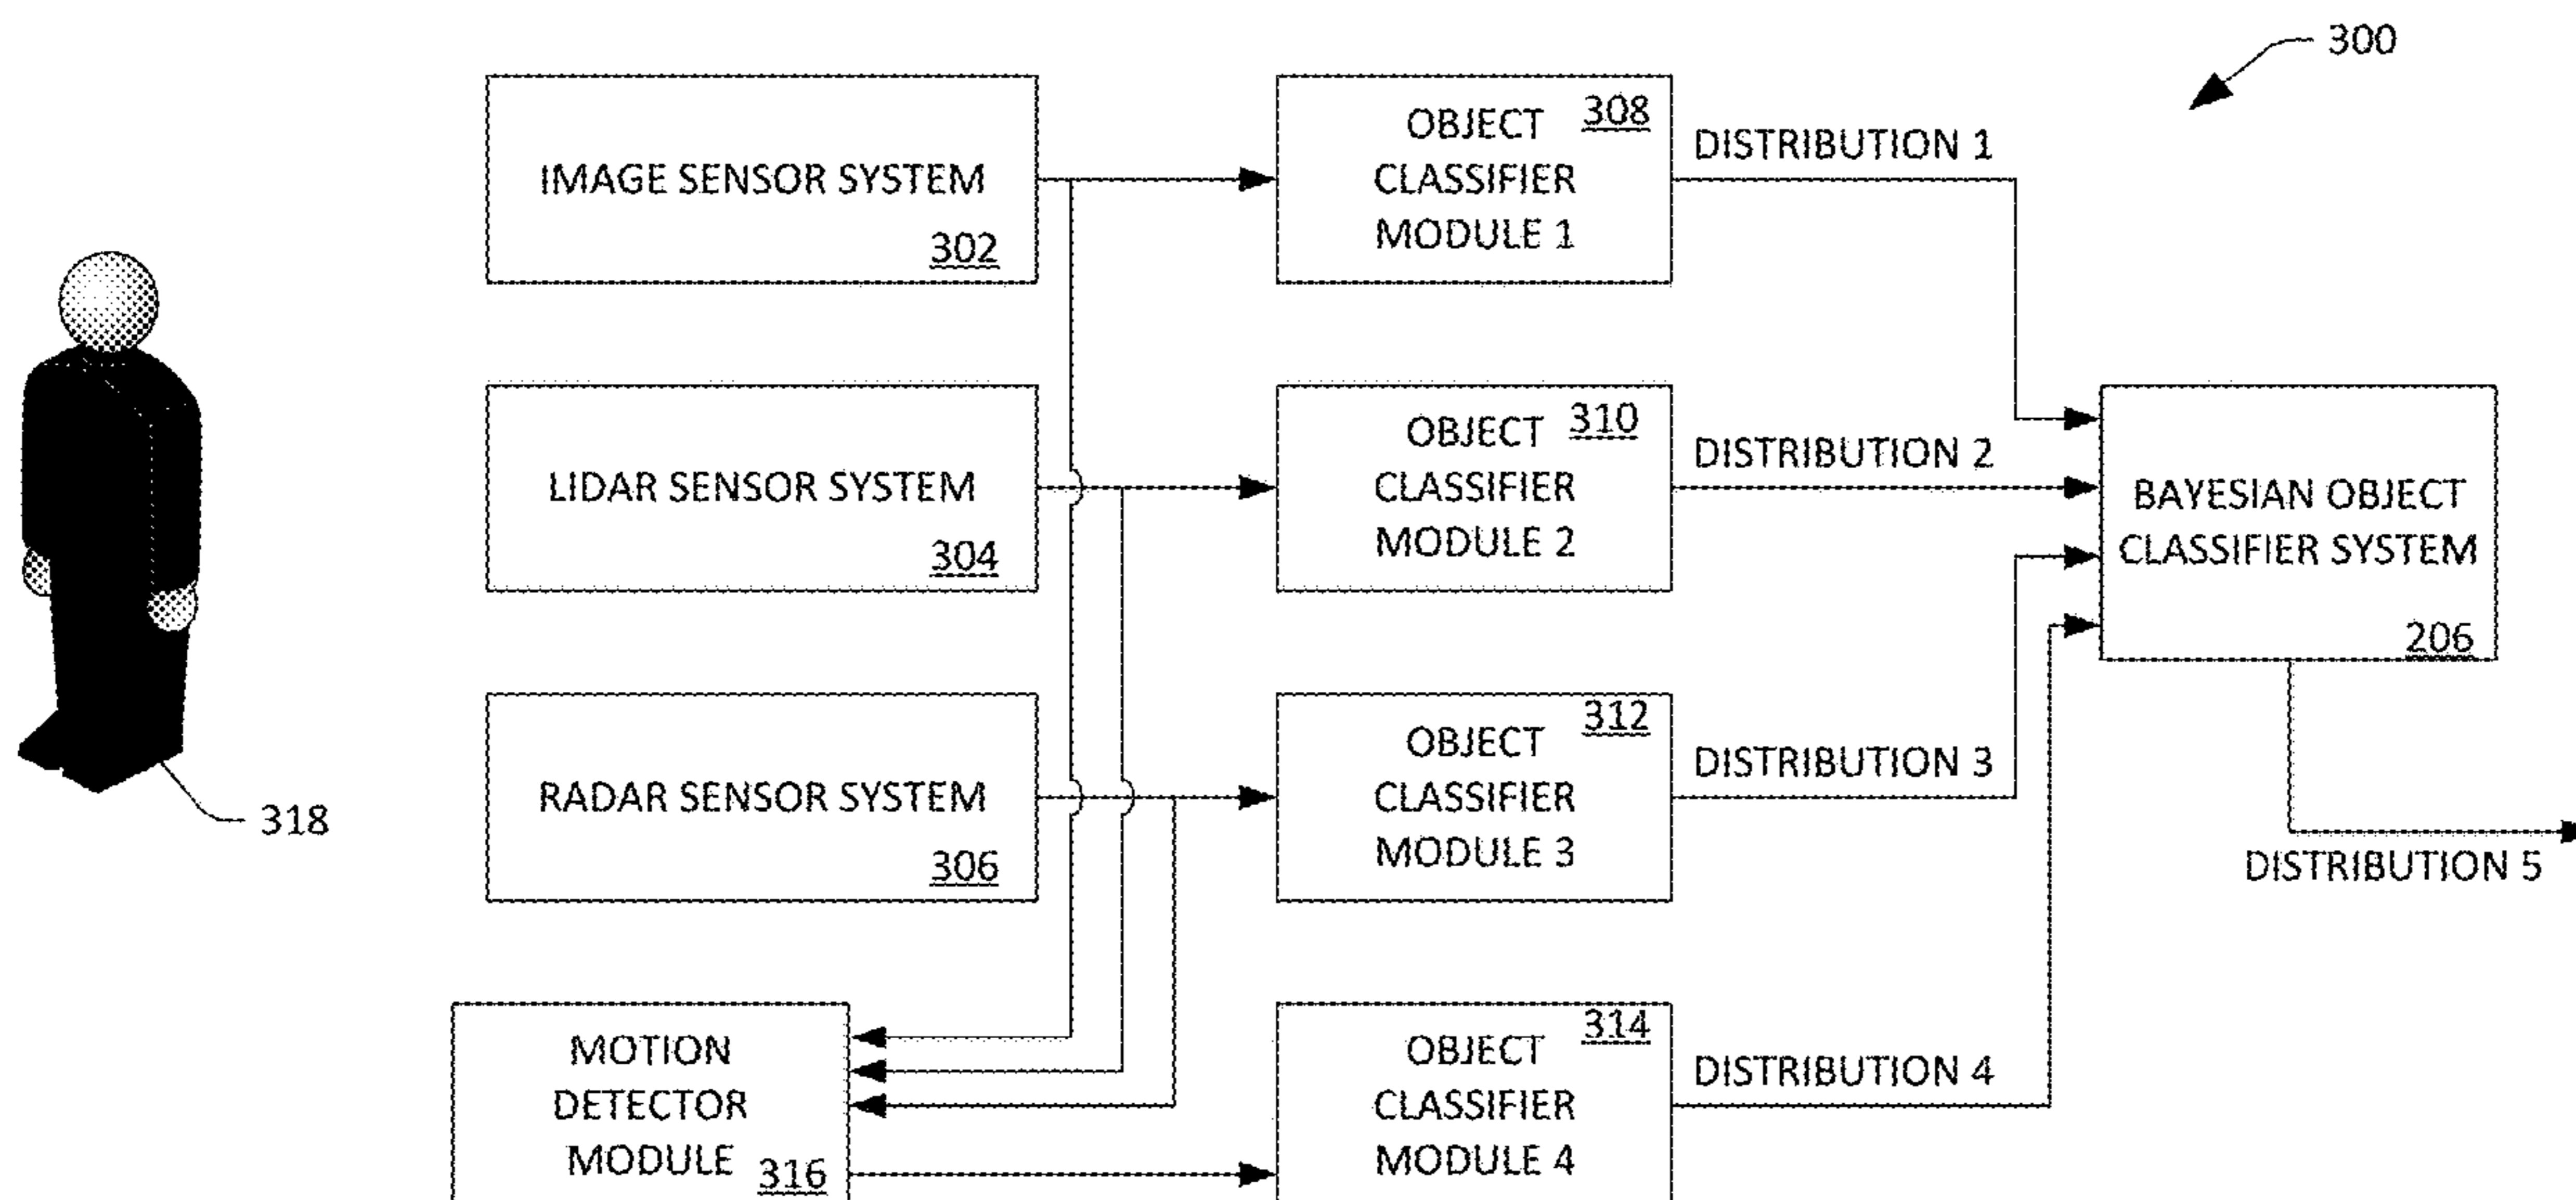 300
IMAGE SENSOR SYSTEM
302
OBJECT 308
CLASSIFIER
MODULE 1
DISTRIBUTION 1
LIDAR SENSOR SYSTEM
304
OBJECT 310
CLASSIFIER
MODULE 2
DISTRIBUTION 2
BAYESIAN OBJECT
CLASSIFIER SYSTEM
206
RADAR SENSOR SYSTEM
306
OBJECT 312
CLASSIFIER
MODULE 3
DISTRIBUTION 3
318
DISTRIBUTION 5
MOTION
DETECTOR
MODULE 316
OBJECT 314
CLASSIFIER
MODULE 4
DISTRIBUTION 4